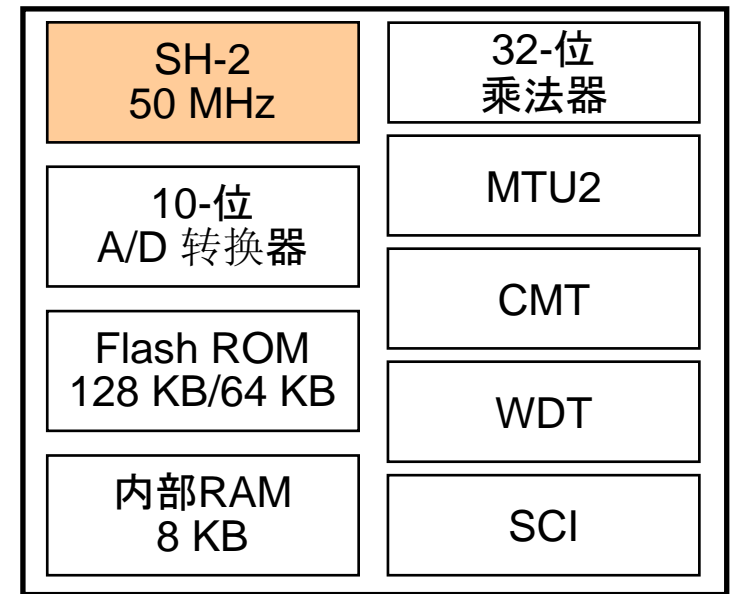 SH-2
50 MHz
10-位
A/D 转换器
Flash ROM
128 KB/64 KB
内部RAM
8 KB
32-位
乘法器
MTU2
CMT
WDT
SCI